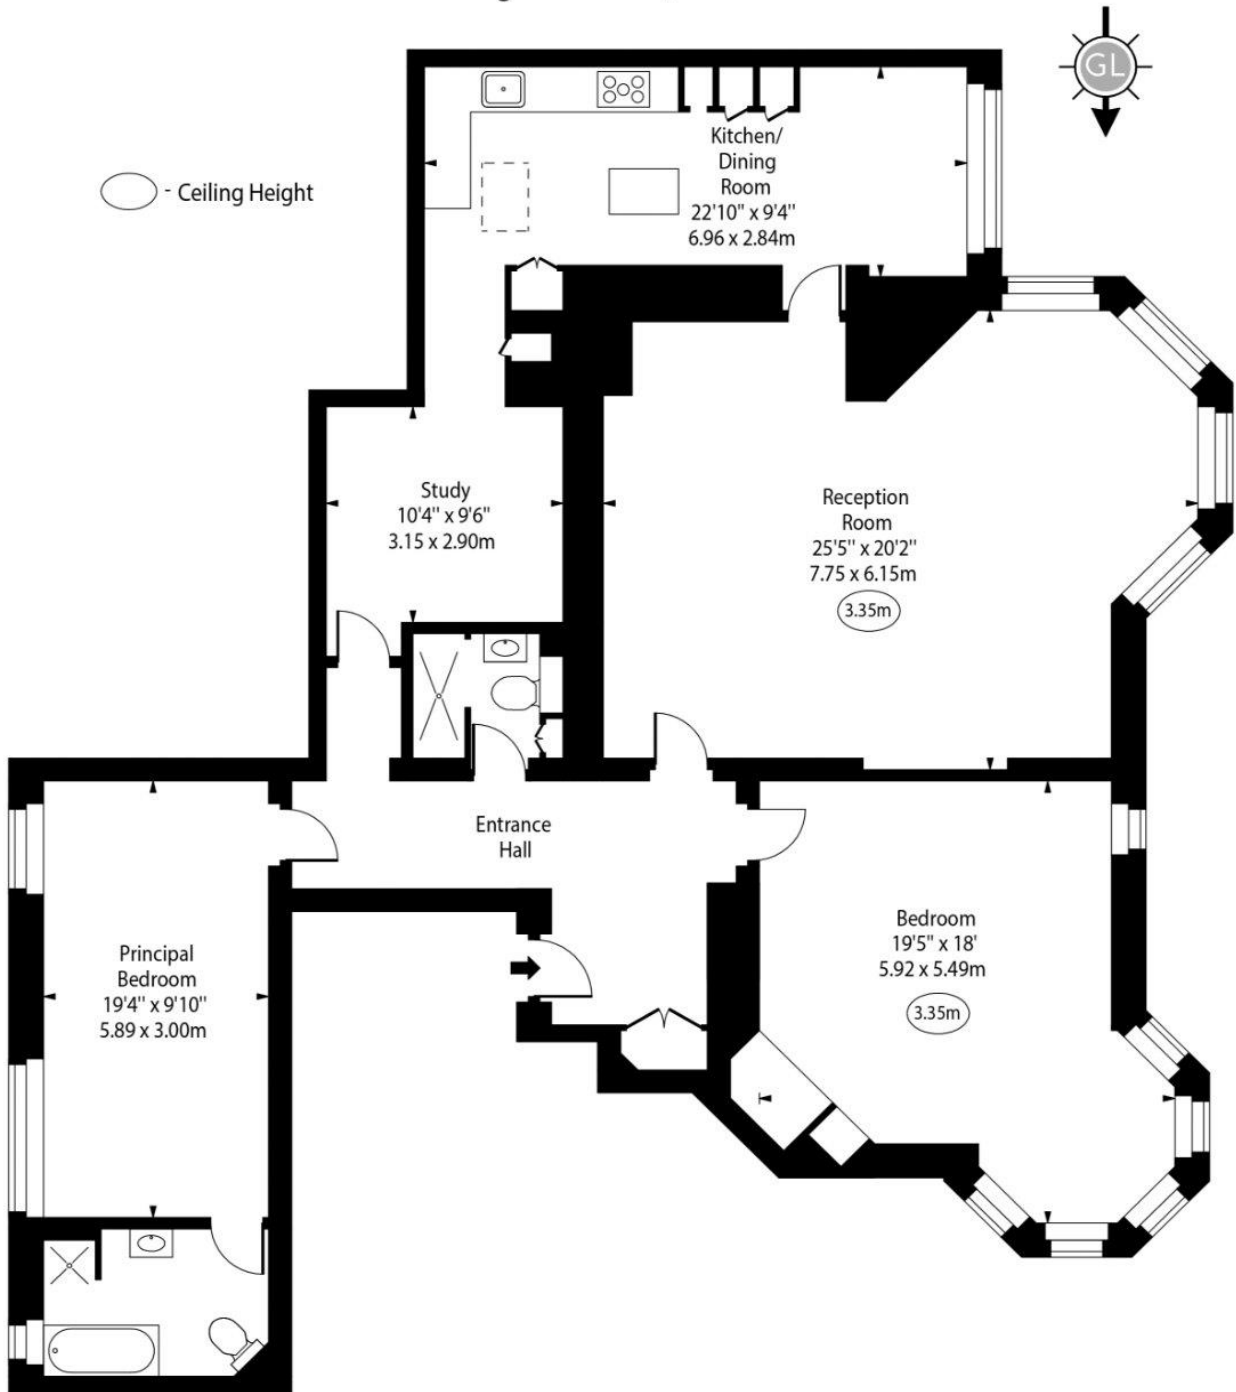 GL
- Ceiling Height
Kitchen/
Dining
Room
22'10" x 9'4"
6.96 x 2.84m
Study
10'4" x 9'6"
3.15 x 2.90m
Reception
Room
25'5" x 20'2"
7.75 x 6.15m
3.35m
Entrance
Hall
Principal
Bedroom
19'4" x 9'10"
5.89 x 3.00m
Bedroom
19'5" x 18'
5.92 x 5.49m
3.35m